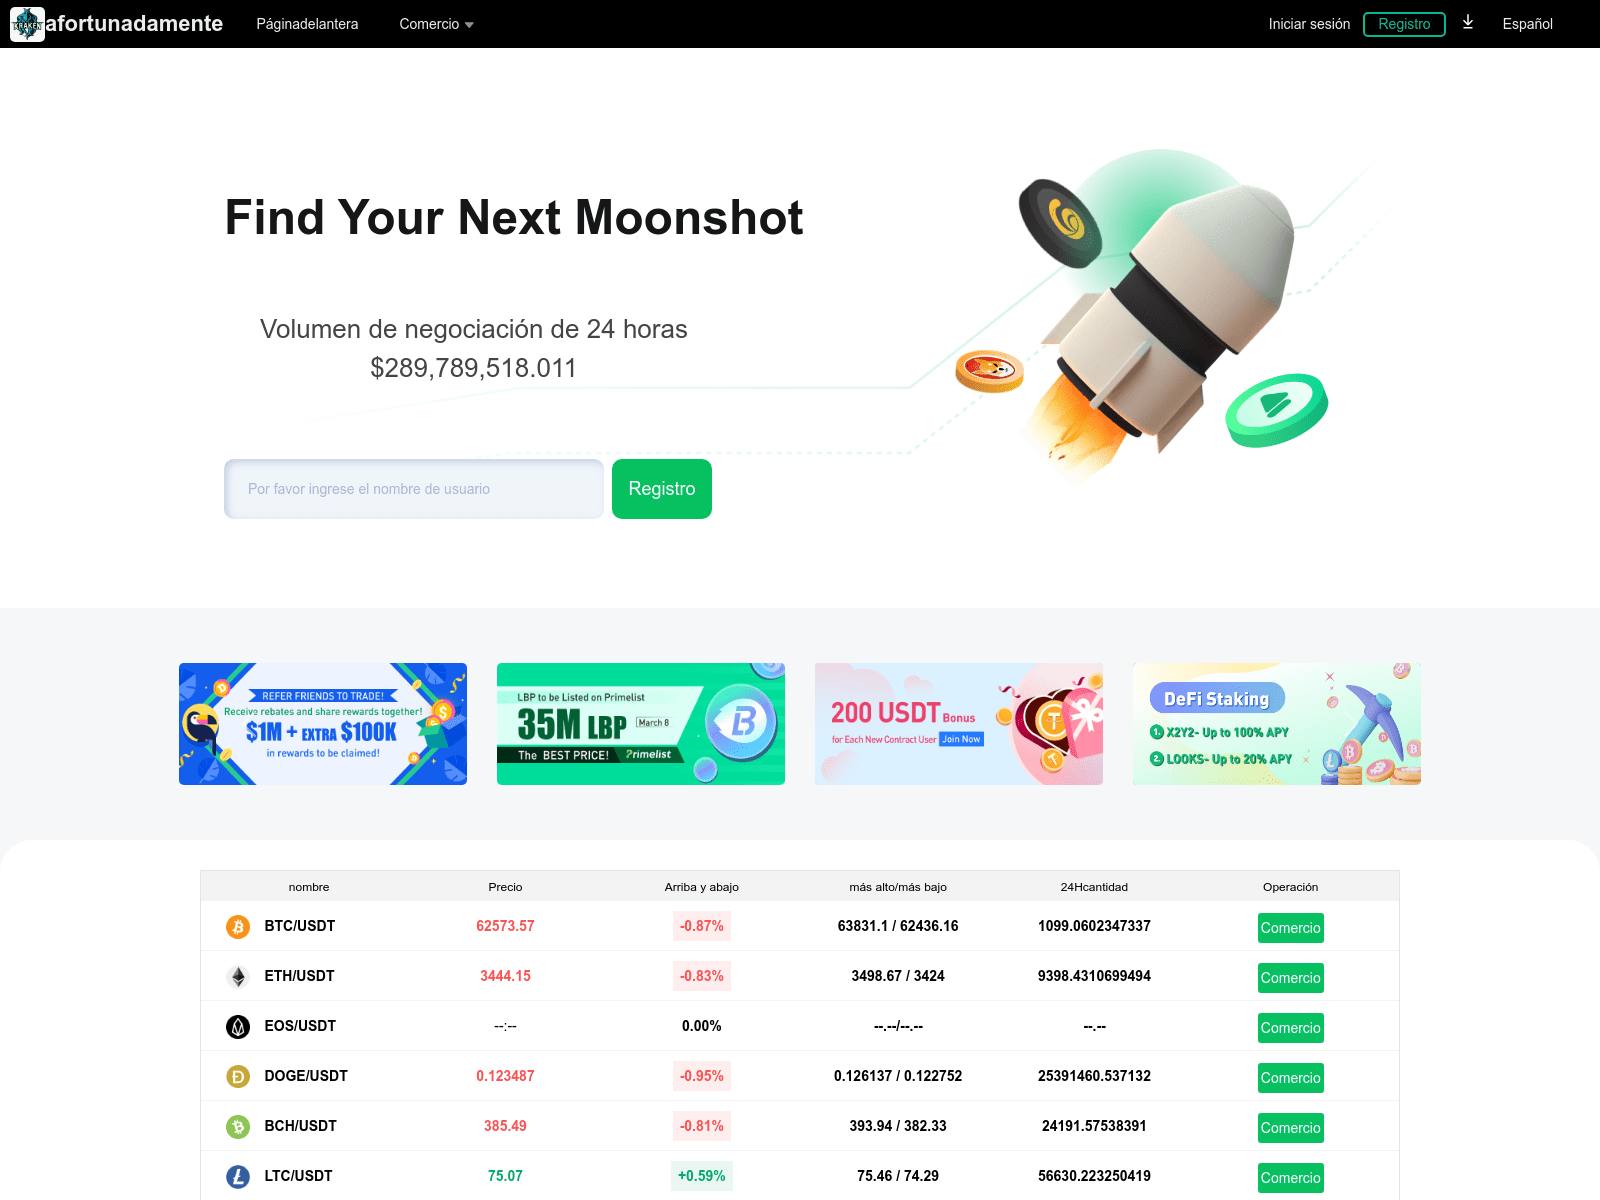 KRAKEN
afortunadamente
Páginadelantera
Comercio
Iniciar sesión
Registro
Español
Find Your Next Moonshot
Volumen de negociación de 24 horas
$289,789,518.011
Por favor ingrese el nombre de usuario
Registro
REFER FRIENDS TO TRADE!
Receive rebates and share rewards together!
$1M + EXTRA $100K
in rewards to be claimed!
LBP to be Listed on Primelist
35M LBP
March 8
The BEST PRICE!
Primelist
200 USDT Bonus
for Each New Contract User
Join Now
DeFi Staking
1. X2Y2- Up to 100% APY
2. LOOKS- Up to 20% APY
nombre Precio Arriba y abajo más alto/más bajo 24Hcantidad Operación
BTC/USDT 62573.57 -0.87% 63831.1 / 62436.16 1099.0602347337 Comercio
ETH/USDT 3444.15 -0.83% 3498.67 / 3424 9398.4310699494 Comercio
EOS/USDT --:-- 0.00% --.--/--.-- --.-- Comercio
DOGE/USDT 0.123487 -0.95% 0.126137 / 0.122752 25391460.537132 Comercio
BCH/USDT 385.49 -0.81% 393.94 / 382.33 24191.57538391 Comercio
LTC/USDT 75.07 +0.59% 75.46 / 74.29 56630.223250419 Comercio